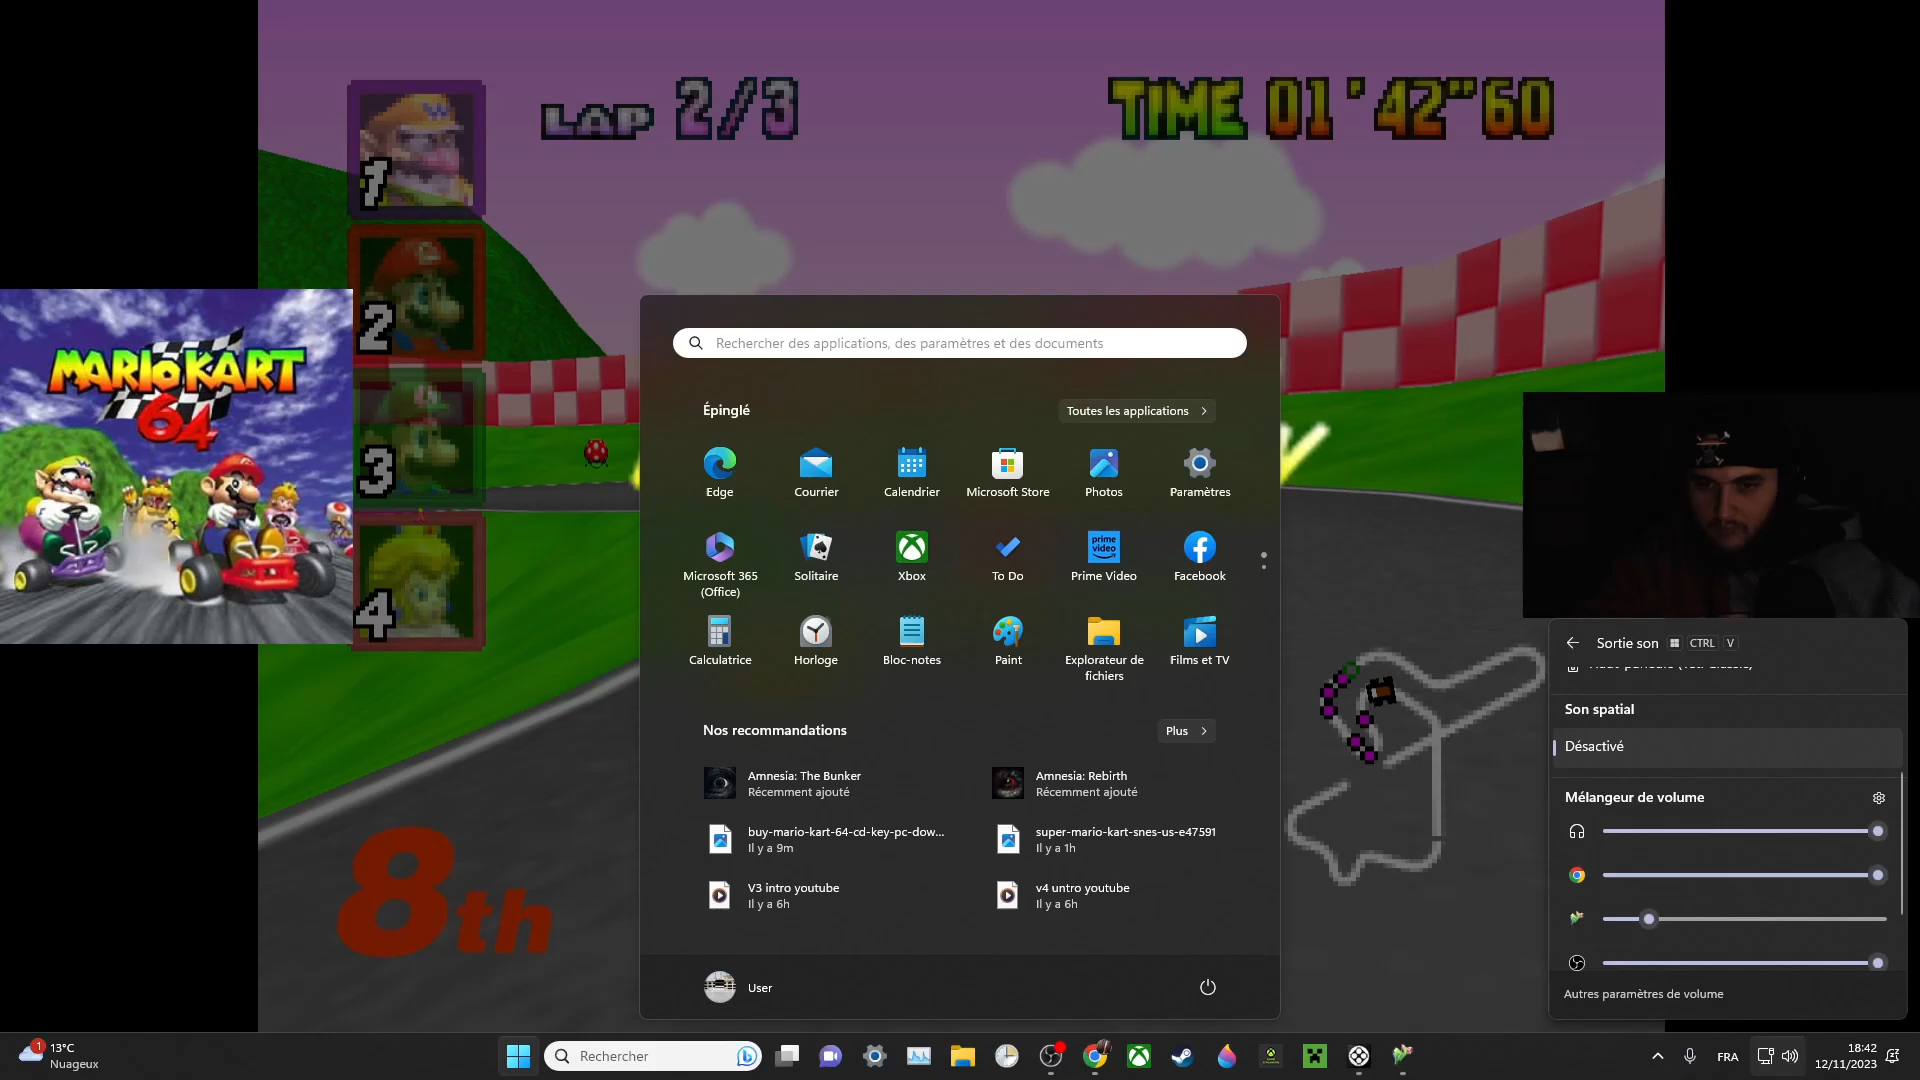 LAP 2/3
TIME 01'42"60
1
2
3
4
MARIO KART
64
8th
Rechercher des applications, des paramètres et des documents
Épinglé
Toutes les applications
Edge
Courrier
Calendrier
Microsoft Store
Photos
Paramètres
Microsoft 365
(Office)
Solitaire
Xbox
To Do
prime
video
Prime Video
Facebook
Calculatrice
Horloge
Bloc-notes
Paint
Explorateur de
fichiers
Films et TV
Nos recommandations
Plus
Amnesia: The Bunker
Récemment ajouté
Amnesia: Rebirth
Récemment ajouté
buy-mario-kart-64-cd-key-pc-dow...
Il y a 9m
super-mario-kart-snes-us-e47591
Il y a 1h
V3 intro youtube
Il y a 6h
v4 untro youtube
Il y a 6h
User
Sortie son CTRL V
Son spatial
Désactivé
Mélangeur de volume
Autres paramètres de volume
1
13°C
Nuageux
Rechercher
FRA
18:42
12/11/2023